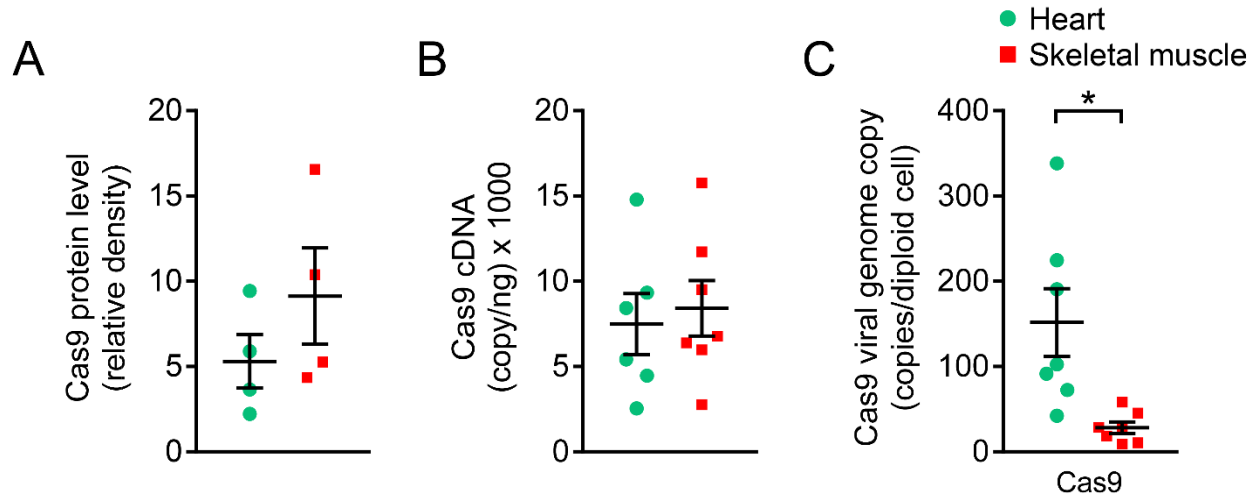 Heart
Skeletal muscle
A
Cas9 protein level
(relative density)
20
15
10
5
0
B
Cas9 cDNA
(copy/ng) x 1000
20
15
10
5
0
C
Cas9 viral genome copy
(copies/diploid cell)
400
300
200
100
0
*
Cas9